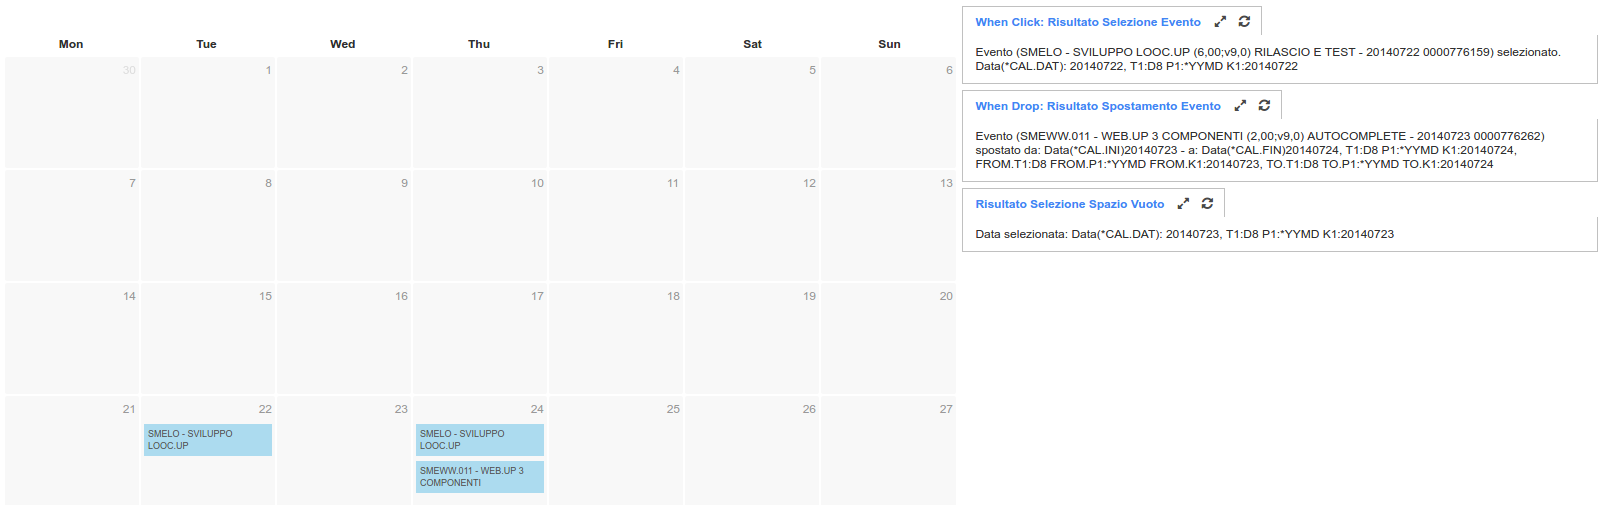 Mon Tue Wed Thu Fri Sat Sun
30 1 2 3 4 5 6
7 8 9 10 11 12 13
14 15 16 17 18 19 20
21 22 23 24 25 26 27
SMELO - SVILUPPO
LOOC.UP
SMELO - SVILUPPO
LOOC.UP
SMEWW.011 - WEB.UP 3
COMPONENTI
When Click: Risultato Selezione Evento
Evento (SMELO - SVILUPPO LOOC.UP (6,00;v9,0) RILASCIO E TEST - 20140722 0000776159) selezionato.
Data(*CAL.DAT): 20140722, T1:D8 P1:*YYMD K1:20140722
When Drop: Risultato Spostamento Evento
Evento (SMEWW.011 - WEB.UP 3 COMPONENTI (2,00;v9,0) AUTOCOMPLETE - 20140723 0000776262)
spostato da: Data(*CAL.INI)20140723 - a: Data(*CAL.FIN)20140724, T1:D8 P1:*YYMD K1:20140724,
FROM.T1:D8 FROM.P1:*YYMD FROM.K1:20140723, TO.T1:D8 TO.P1:*YYMD TO.K1:20140724
Risultato Selezione Spazio Vuoto
Data selezionata: Data(*CAL.DAT): 20140723, T1:D8 P1:*YYMD K1:20140723